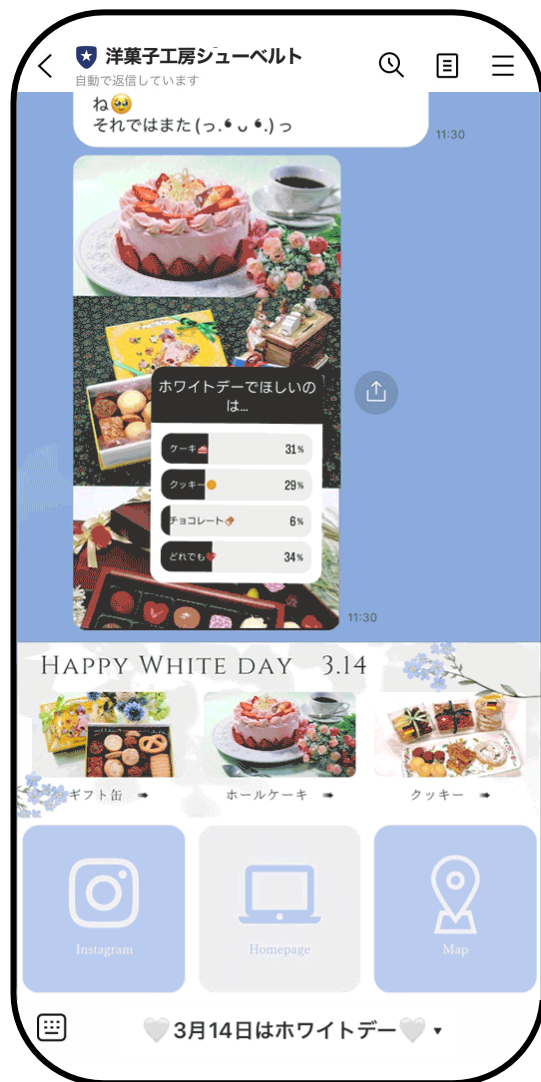 洋菓子工房シューベルト
自動で返信しています
ね🥹
それではまた(っ.❛ ᴗ ❛.)っ
11:30
ホワイトデーでほしいの
は...
ケーキ🍰 31%
クッキー🟠 29%
チョコレート🍫 6%
どれでも❤️ 34%
11:30
HAPPY WHITE DAY 3.14
ギフト缶 ➠
ホールケーキ ➠
クッキー ➠
Instagram
Homepage
Map
🤍3月14日はホワイトデー🤍 ▼